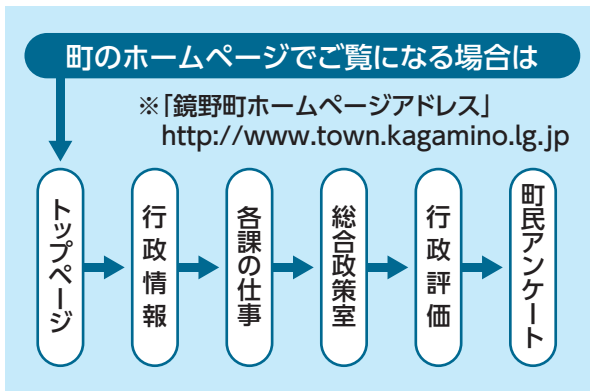 町のホームページでご覧になる場合は
※「鏡野町ホームページアドレス」
http://www.town.kagamino.lg.jp
トップページ
行政情報
各課の仕事
総合政策室
行政評価
町民アンケート